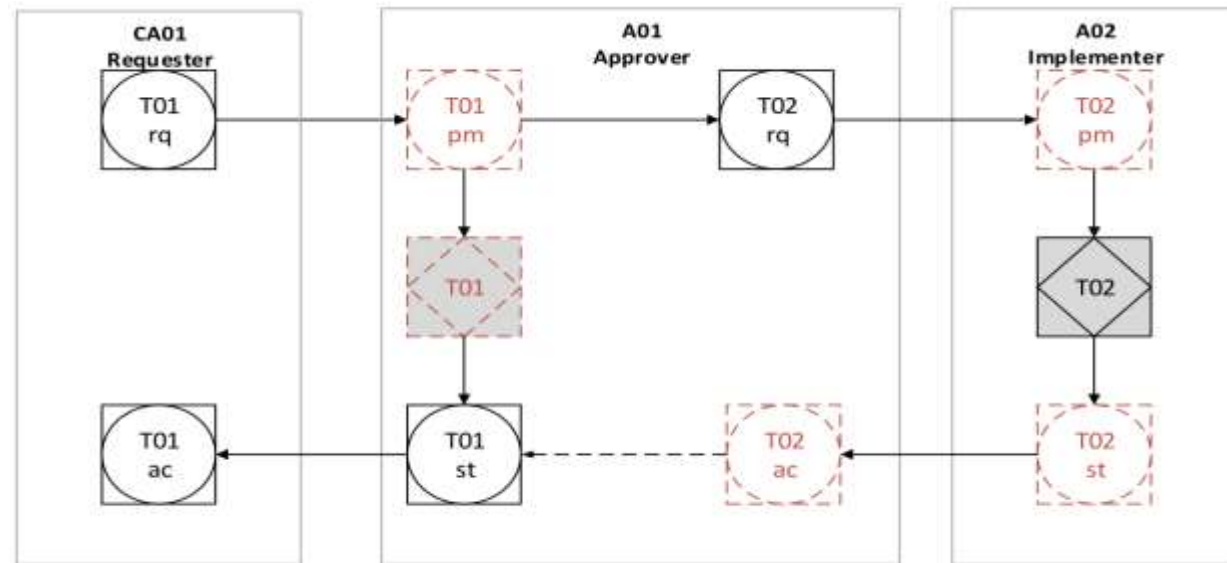 CA01
Requester
A01
Approver
A02
Implementer
T01
rq
T01
pm
T02
rq
T02
pm
T01
T02
T01
ac
T01
st
T02
ac
T02
st